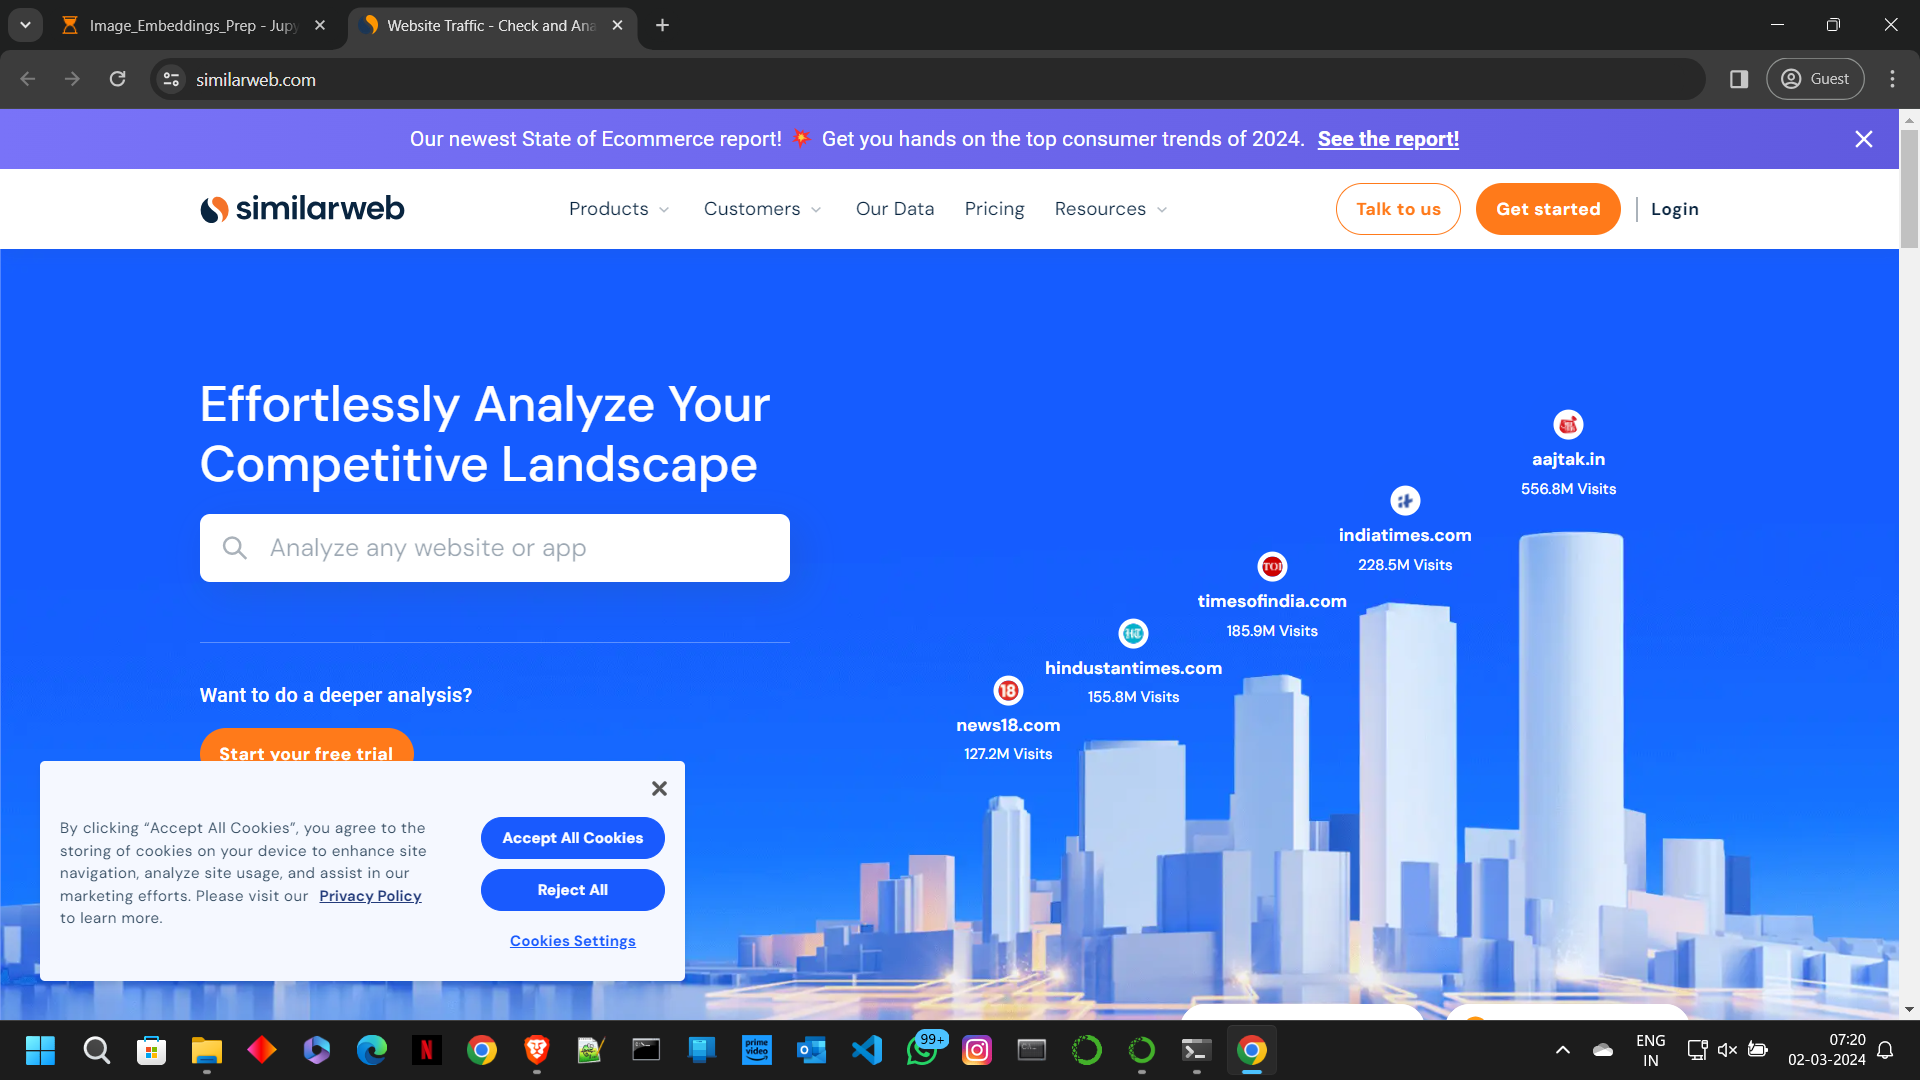 Image_Embeddings_Prep - Jupy
Website Traffic - Check and Ana
similarweb.com
Guest
Our newest State of Ecommerce report! 💥 Get you hands on the top consumer trends of 2024. See the report!
similarweb
Products
Customers
Our Data
Pricing
Resources
Talk to us
Get started
Login
Effortlessly Analyze Your
Competitive Landscape
Analyze any website or app
Want to do a deeper analysis?
Start your free trial
aajtak.in
556.8M Visits
indiatimes.com
228.5M Visits
TOI
timesofindia.com
185.9M Visits
HT
hindustantimes.com
155.8M Visits
18
news18.com
127.2M Visits
By clicking “Accept All Cookies”, you agree to the
storing of cookies on your device to enhance site
navigation, analyze site usage, and assist in our
marketing efforts. Please visit our Privacy Policy
to learn more.
Accept All Cookies
Reject All
Cookies Settings
prime
video
99+
ENG
IN
07:20
02-03-2024